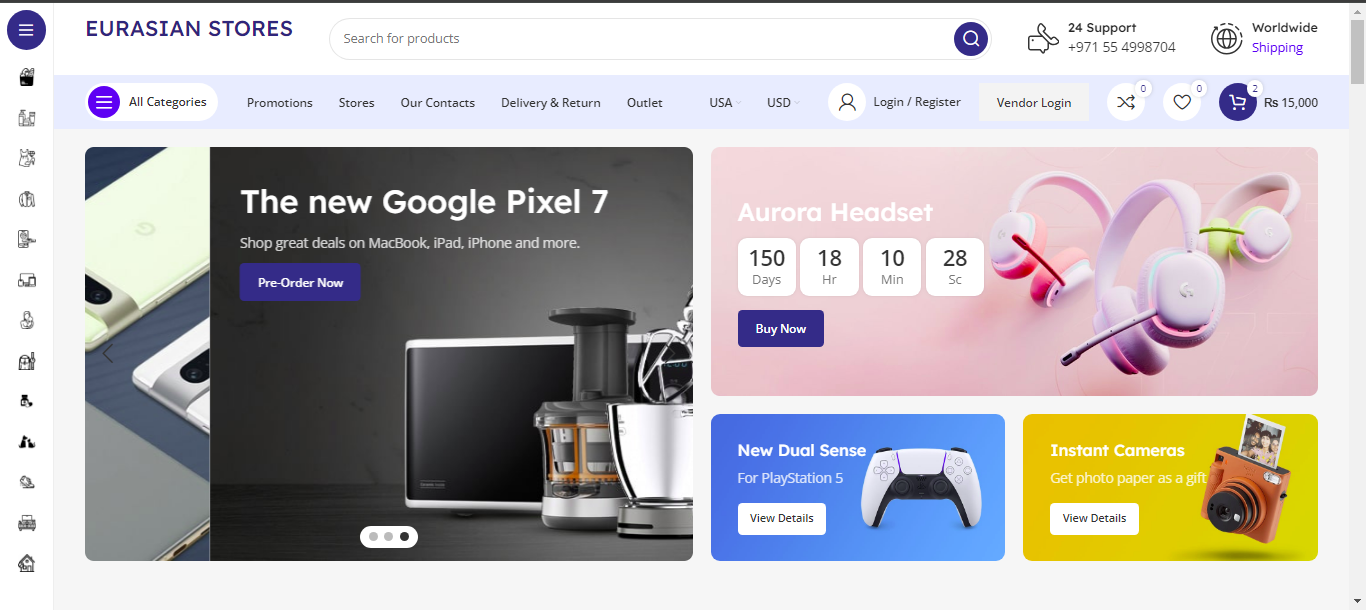 EURASIAN STORES
Search for products
24 Support
+971 55 4998704
Worldwide
Shipping
All Categories
Promotions
Stores
Our Contacts
Delivery & Return
Outlet
USA
USD
Login / Register
Vendor Login
0
0
2
₨ 15,000
The new Google Pixel 7
Shop great deals on MacBook, iPad, iPhone and more.
Pre-Order Now
Aurora Headset
150
Days
18
Hr
10
Min
28
Sc
Buy Now
New Dual Sense
For PlayStation 5
View Details
Instant Cameras
Get photo paper as a gift
View Details